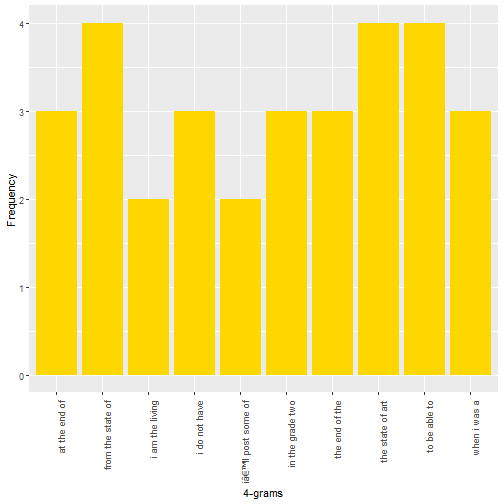 Frequency
4
3
2
1
0
at the end of
from the state of
i am the living
i do not have
iâ€™ll post some of
in the grade two
the end of the
the state of art
to be able to
when i was a
4-grams